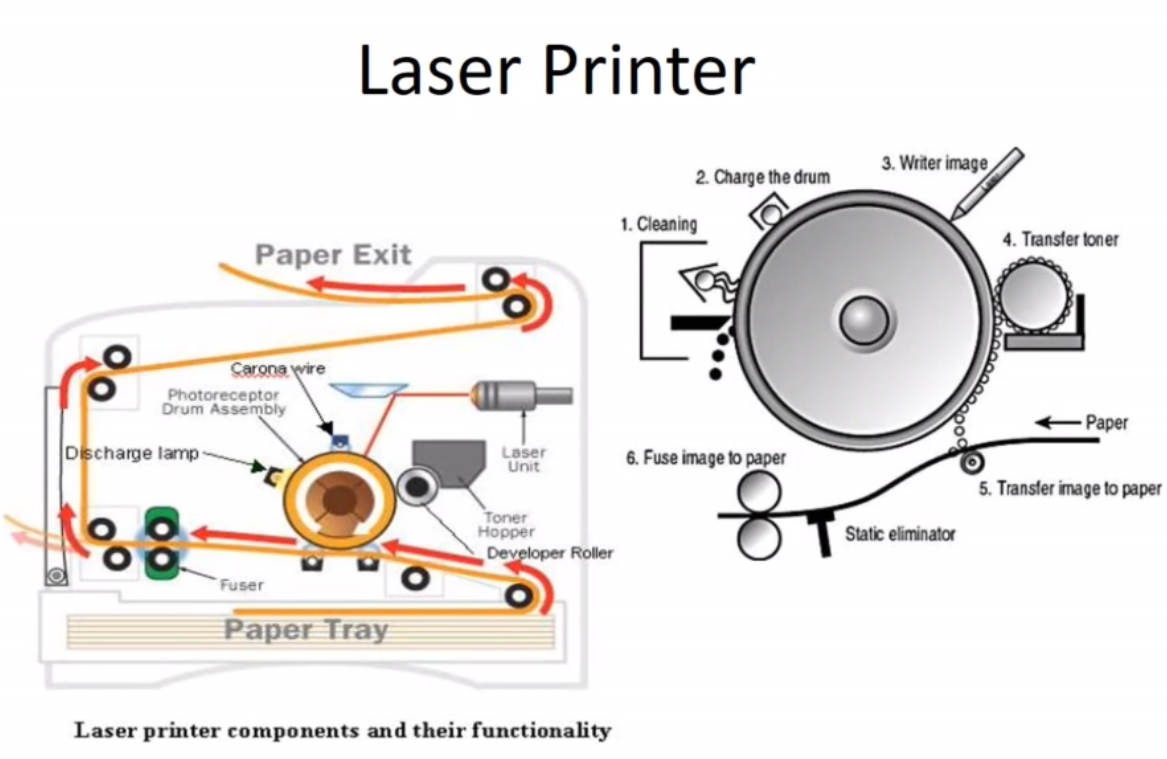 Laser Printer
Paper Exit
Carona wire
Photoreceptor
Drum Assembly
Discharge lamp
Laser
Unit
Toner
Hopper
Developer Roller
Fuser
Paper Tray
Laser printer components and their functionality
3. Writer image
Laser
2. Charge the drum
1. Cleaning
4. Transfer toner
Paper
6. Fuse image to paper
5. Transfer image to paper
Static eliminator